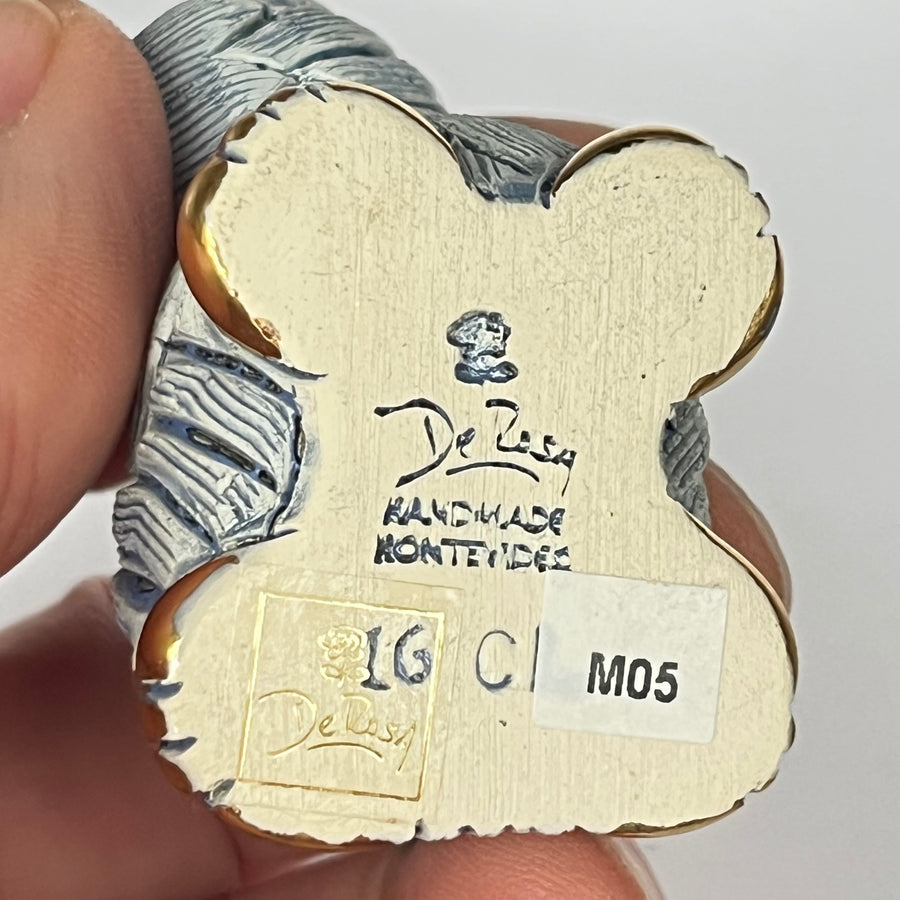 De Rosa
HANDMADE
MONTEVIDEO
16 C
M05
De Rosa